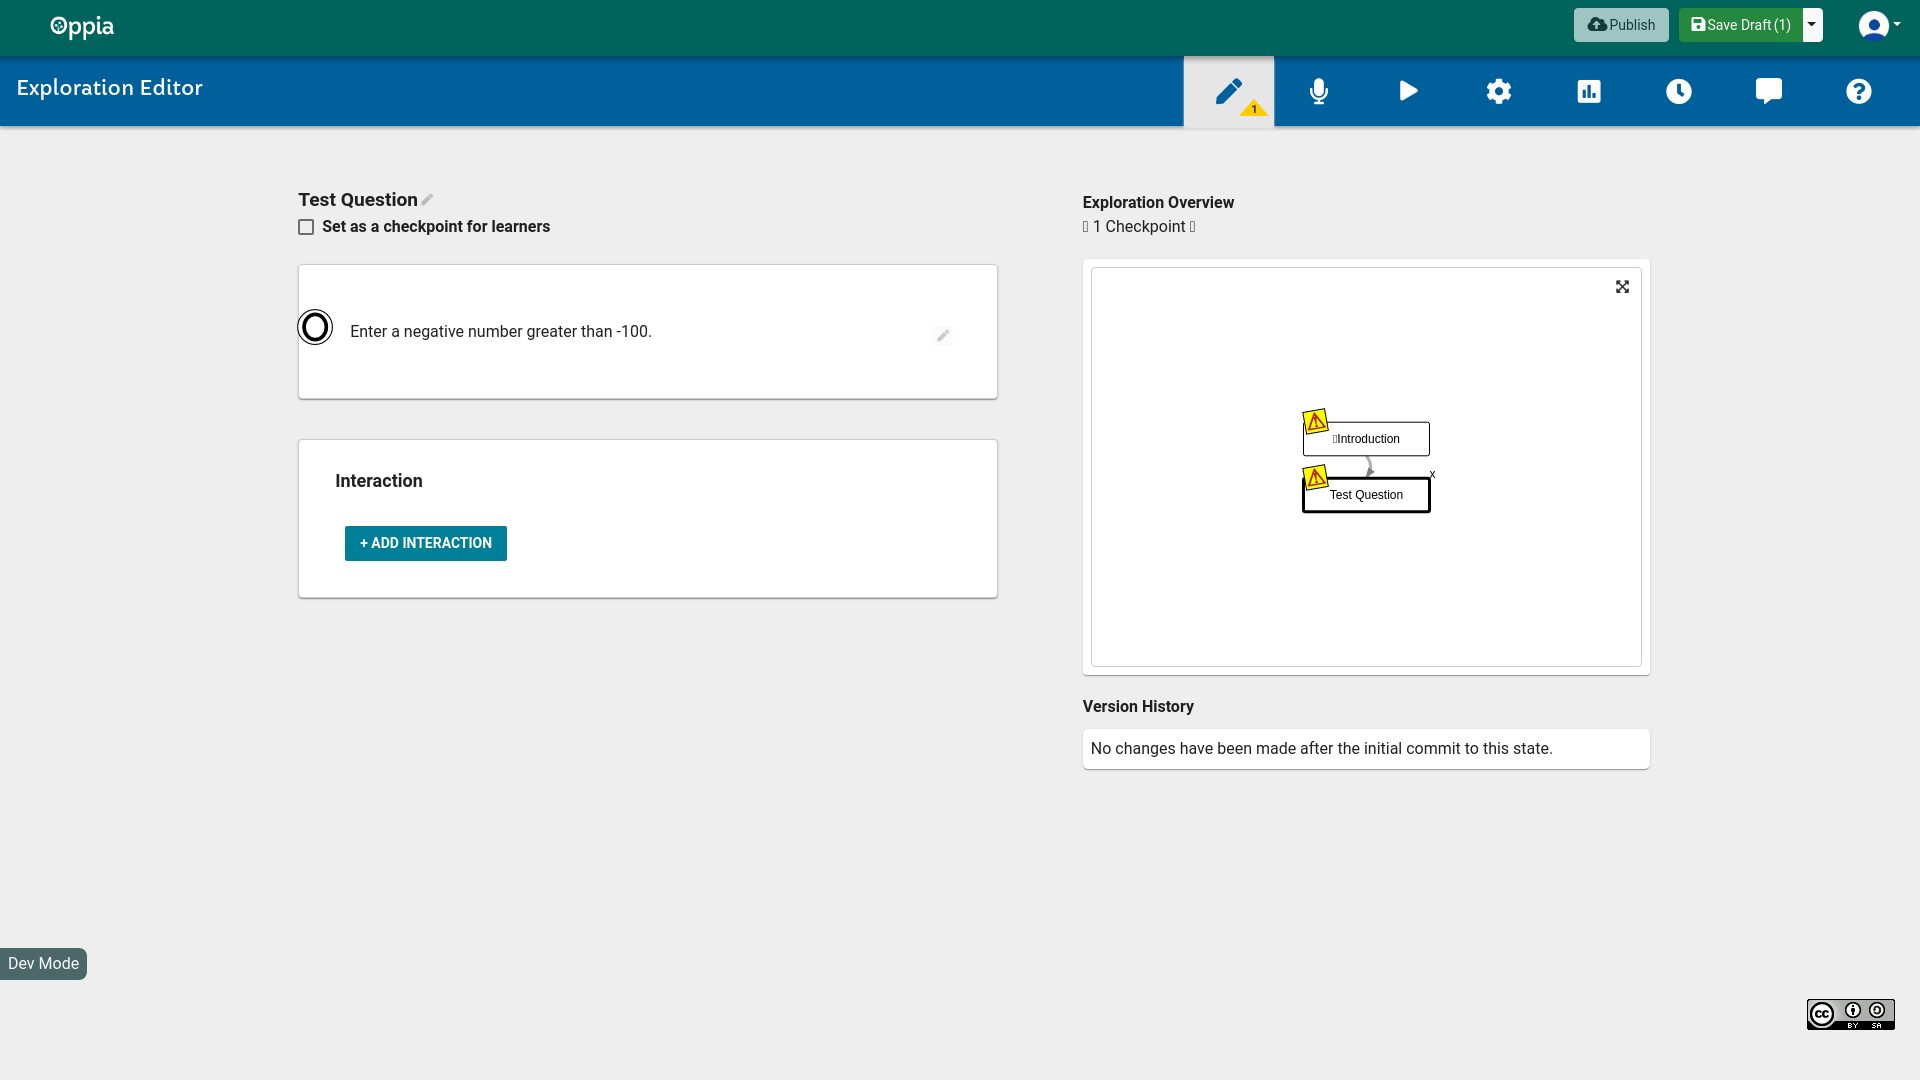 Oppia
Publish
Save Draft (1)
Exploration Editor
1
Test Question
Set as a checkpoint for learners
Enter a negative number greater than -100.
Interaction
+ ADD INTERACTION
Exploration Overview
1 Checkpoint
Introduction
x
Test Question
Version History
No changes have been made after the initial commit to this state.
Dev Mode
cc
BY SA